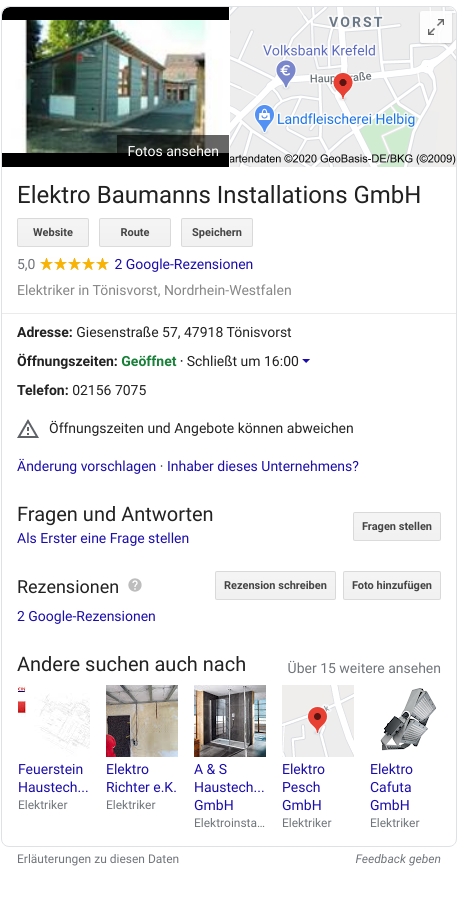 VORST
Volksbank Krefeld
Hauptstraße
Landfleischerei Helbig
Fotos ansehen
artendaten ©2020 GeoBasis-DE/BKG (©2009)
Elektro Baumanns Installations GmbH
Website Route Speichern
5,0 ★★★★★ 2 Google-Rezensionen
Elektriker in Tönisvorst, Nordrhein-Westfalen
Adresse: Giesenstraße 57, 47918 Tönisvorst
Öffnungszeiten: Geöffnet · Schließt um 16:00
Telefon: 02156 7075
Öffnungszeiten und Angebote können abweichen
Änderung vorschlagen · Inhaber dieses Unternehmens?
Fragen und Antworten
Fragen stellen
Als Erster eine Frage stellen
Rezensionen
Rezension schreiben Foto hinzufügen
2 Google-Rezensionen
Andere suchen auch nach
Über 15 weitere ansehen
Feuerstein
Haustech...
Elektriker
Elektro
Richter e.K.
Elektriker
A & S
Haustech...
GmbH
Elektroinsta...
Elektro
Pesch
GmbH
Elektriker
Elektro
Cafuta
GmbH
Elektriker
Erläuterungen zu diesen Daten
Feedback geben